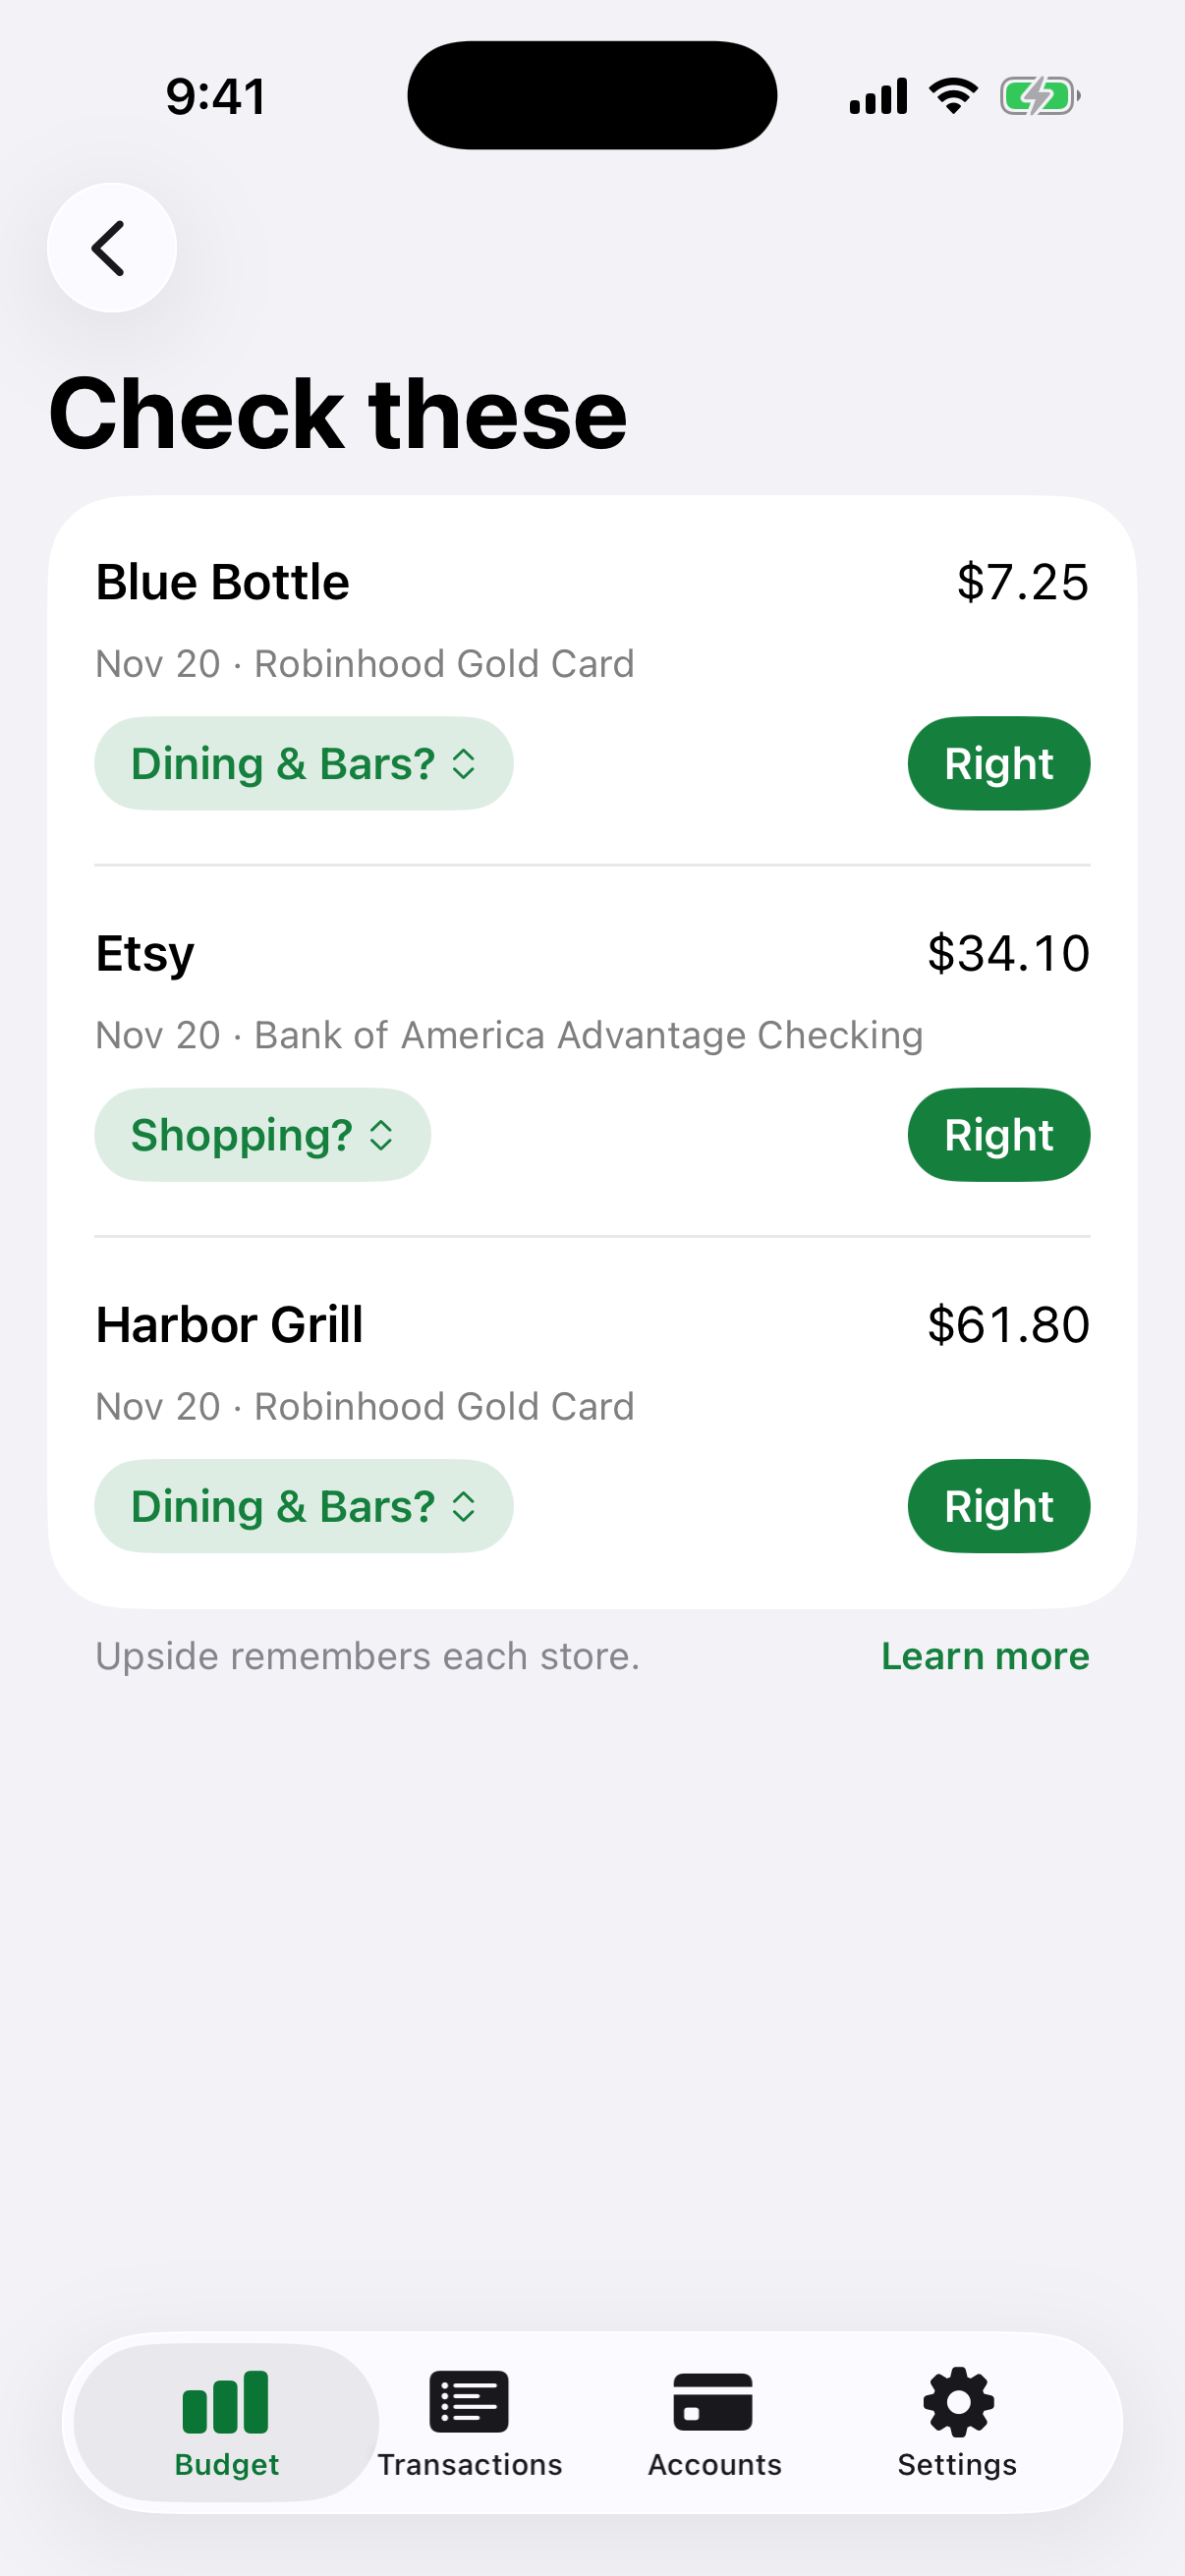 9:41
Check these
Blue Bottle $7.25
Nov 20 · Robinhood Gold Card
Dining & Bars? Right
Etsy $34.10
Nov 20 · Bank of America Advantage Checking
Shopping? Right
Harbor Grill $61.80
Nov 20 · Robinhood Gold Card
Dining & Bars? Right
Upside remembers each store. Learn more
Budget Transactions Accounts Settings